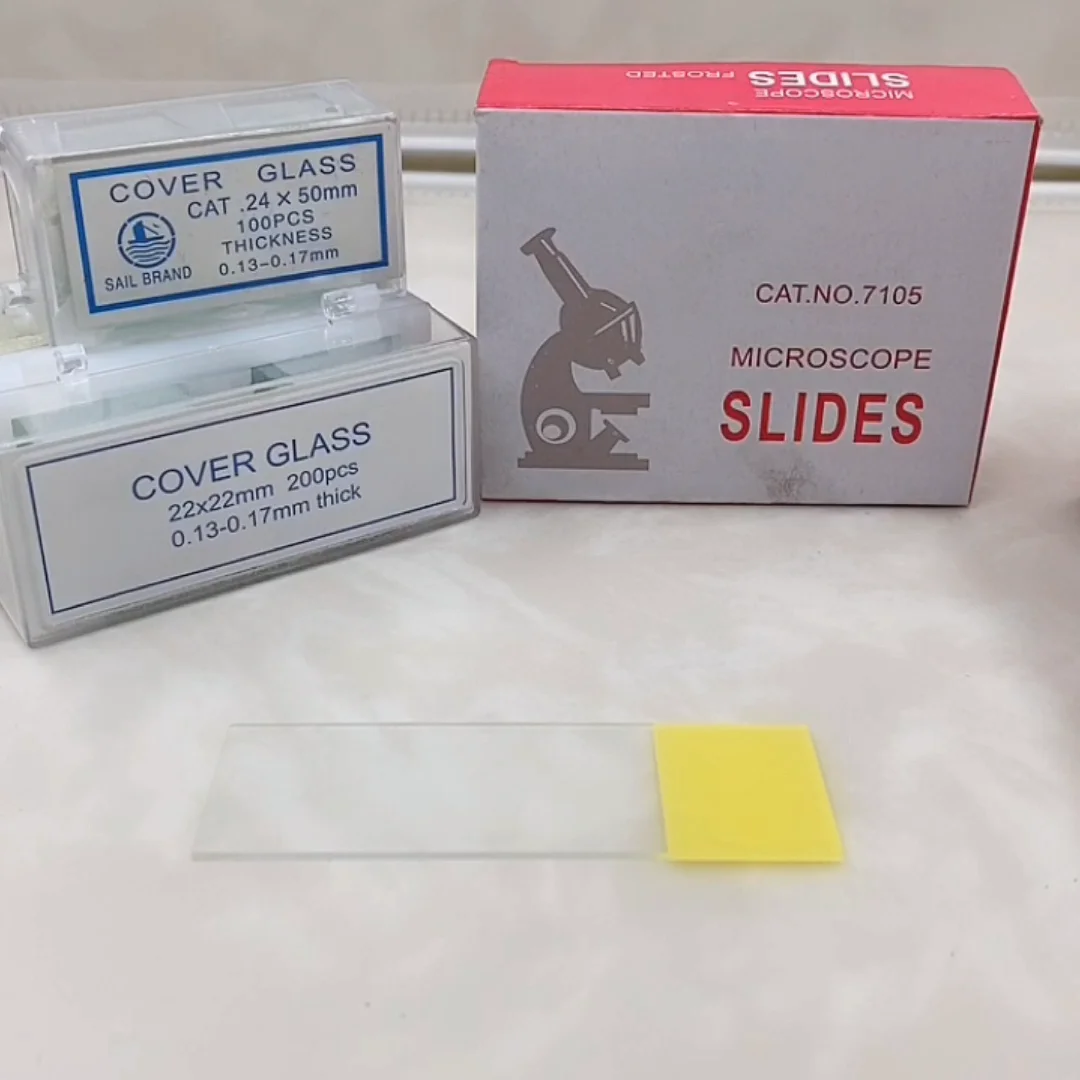 COVER GLASS
CAT .24 × 50mm
100PCS
THICKNESS
0.13-0.17mm
SAIL BRAND
COVER GLASS
22x22mm 200pcs
0.13-0.17mm thick
MICROSCOPE
SLIDES FROSTED
CAT.NO.7105
MICROSCOPE
SLIDES